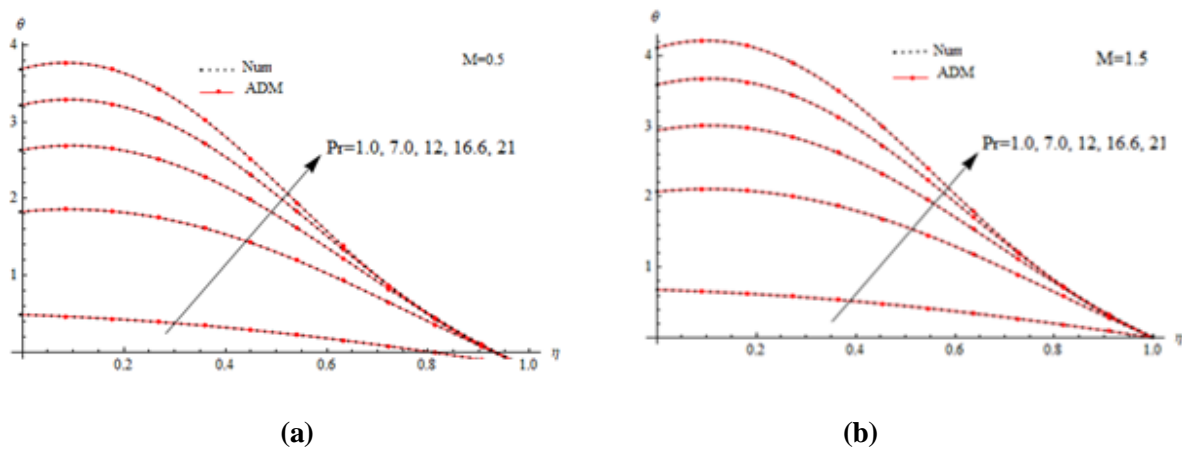 θ
4
3
2
1
0.2
0.4
0.6
0.8
1.0
η
Num
ADM
M=0.5
Pr=1.0, 7.0, 12, 16.6, 21
(a)
θ
4
3
2
1
0.2
0.4
0.6
0.8
1.0
η
Num
ADM
M=1.5
Pr=1.0, 7.0, 12, 16.6, 21
(b)